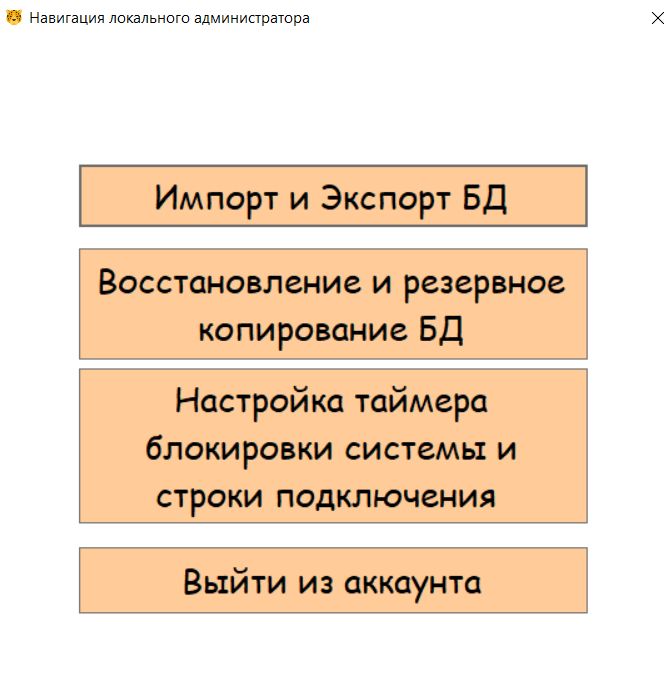 Навигация локального администратора
Импорт и Экспорт БД
Восстановление и резервное
копирование БД
Настройка таймера
блокировки системы и
строки подключения
Выйти из аккаунта